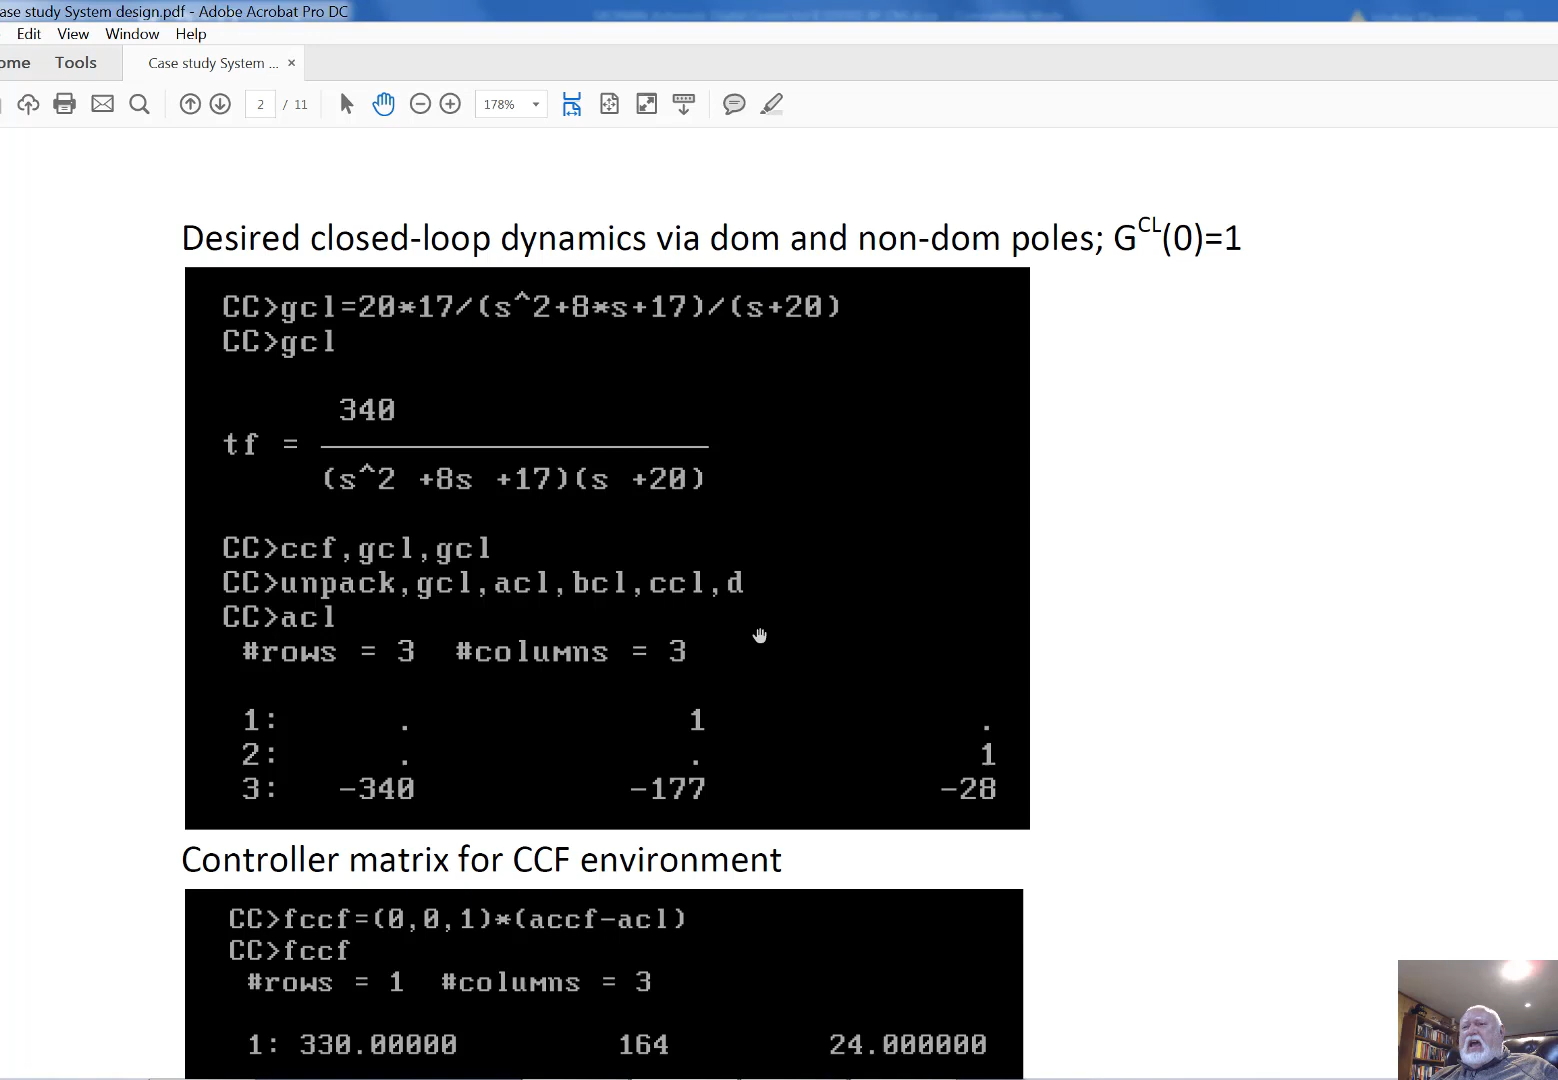 ase study System design.pdf - Adobe Acrobat Pro DC
Edit View Window Help
ome Tools Case study System ... ×
2 / 11 178%
Desired closed-loop dynamics via dom and non-dom poles; G^CL(0)=1
CC>gcl=20*17/(s^2+8*s+17)/(s+20)
CC>gcl
340
tf =
(s^2 +8s +17)(s +20)
CC>ccf,gcl,gcl
CC>unpack,gcl,acl,bcl,ccl,d
CC>acl
#rows = 3 #columns = 3
1: . 1 .
2: . . 1
3: -340 -177 -28
Controller matrix for CCF environment
CC>fccf=(0,0,1)*(accf-acl)
CC>fccf
#rows = 1 #columns = 3
1: 330.00000 164 24.000000